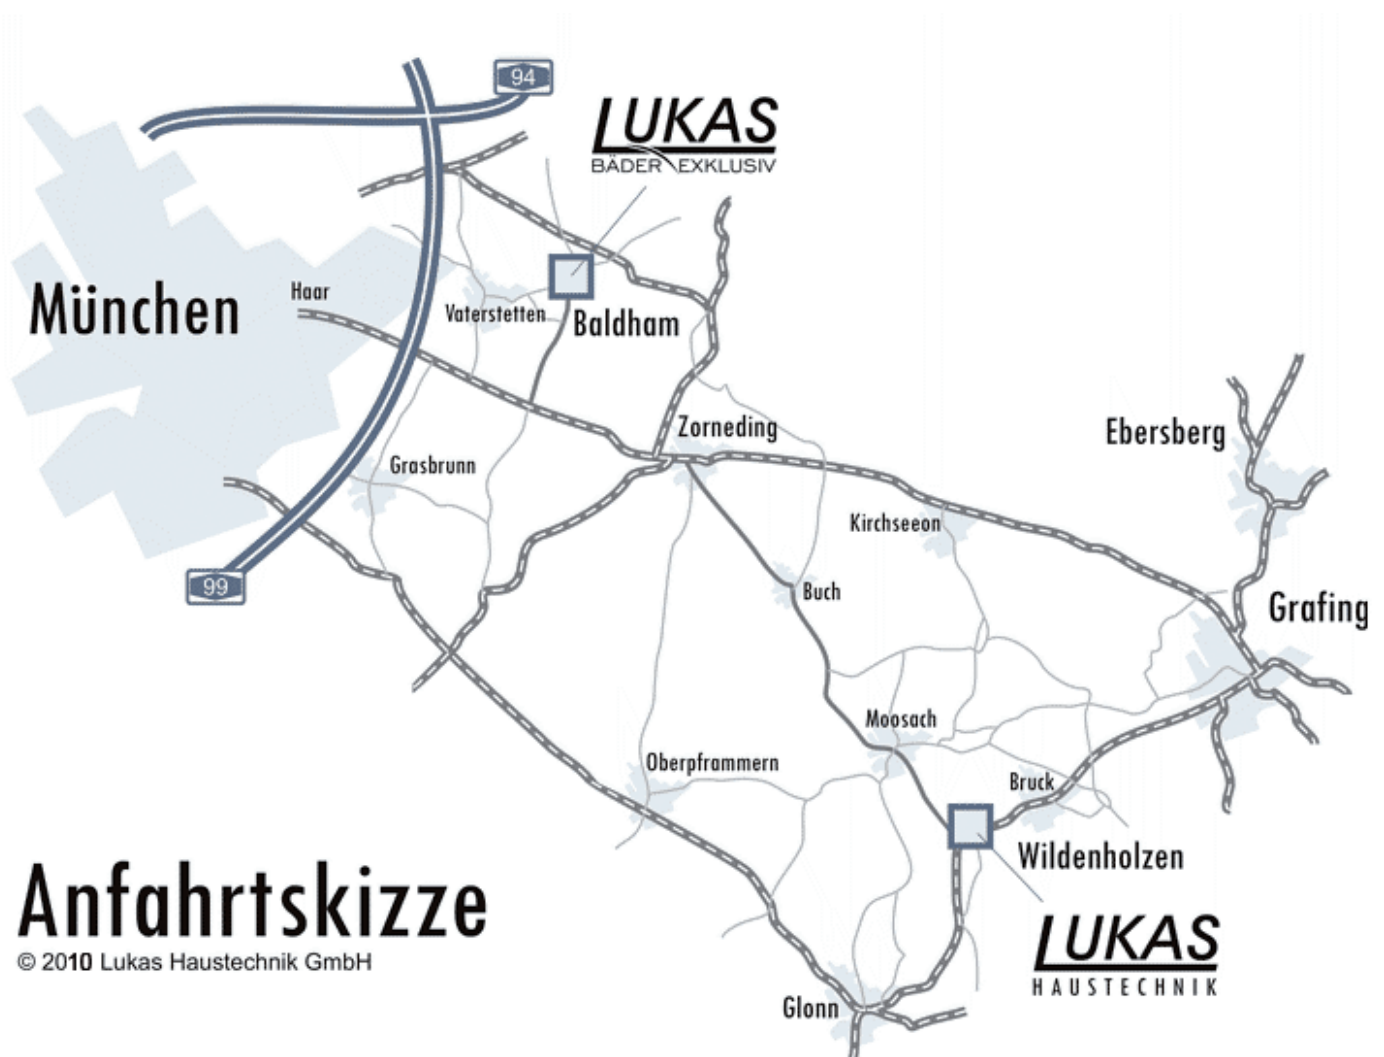 94
LUKAS
BÄDER EXKLUSIV
München
Haar
Vaterstetten
Baldham
Zorneding
Ebersberg
Grasbrunn
Kirchseeon
99
Buch
Grafing
Moosach
Oberpframmern
Bruck
Wildenholzen
Anfahrtskizze
© 2010 Lukas Haustechnik GmbH
LUKAS
HAUSTECHNIK
Glonn